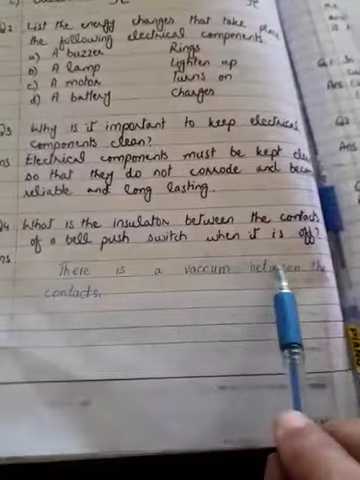 Q2 List the energy changes that take place
the following electrical components
a) A buzzer Rings
b) A lamp Lighten up
c) A motor Turns on
d) A battery Charges
Q3 Why is it important to keep electrical
components clean?
Ans Electrical components must be kept
so that they do not corrode and
reliable and long lasting.
Q4 What is the insulator between the contacts
of a bell push switch when it is off?
Ans
There is a vaccum between the
contacts.